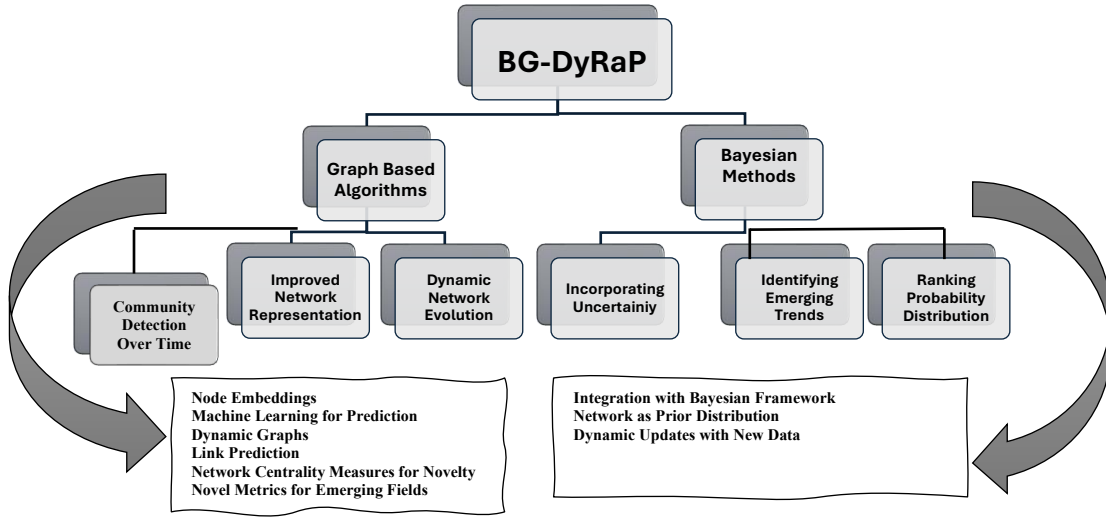 BG-DyRaP
Graph Based
Algorithms
Bayesian
Methods
Community
Detection
Over Time
Improved
Network
Representation
Dynamic
Network
Evolution
Incorporating
Uncertainiy
Identifying
Emerging
Trends
Ranking
Probability
Distribution
Node Embeddings
Machine Learning for Prediction
Dynamic Graphs
Link Prediction
Network Centrality Measures for Novelty
Novel Metrics for Emerging Fields
Integration with Bayesian Framework
Network as Prior Distribution
Dynamic Updates with New Data